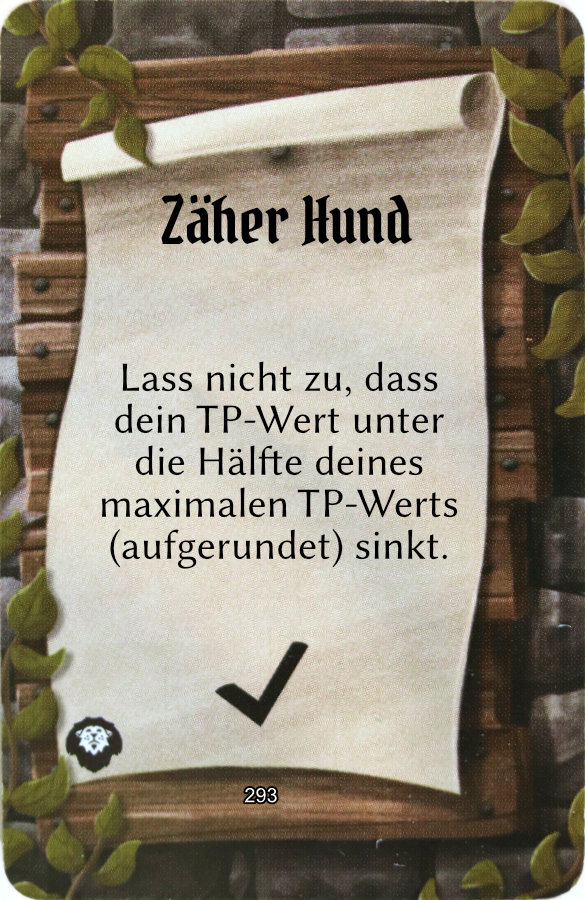 Zäher Hund
Lass nicht zu, dass
dein TP-Wert unter
die Hälfte deines
maximalen TP-Werts
(aufgerundet) sinkt.
293